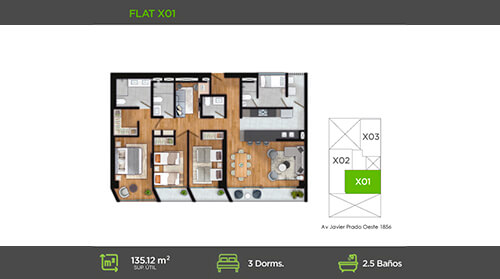 FLAT X01
X03
X02
X01
Av Javier Prado Oeste 1856
m³
135.12 m²
SUP. ÚTIL
3 Dorms.
2.5 Baños